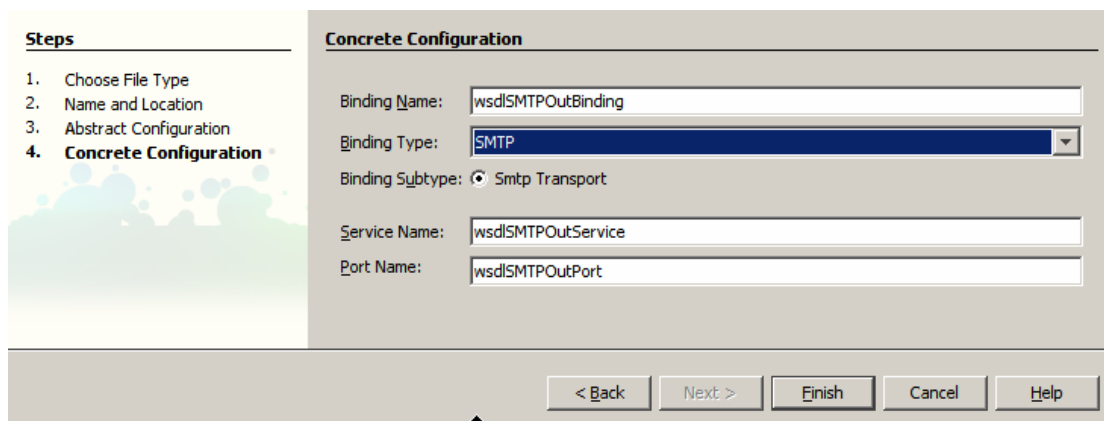 Steps
1. Choose File Type
2. Name and Location
3. Abstract Configuration
4. Concrete Configuration
Concrete Configuration
Binding Name: wsdlSMTPOutBinding
Binding Type: SMTP
Binding Subtype: Smtp Transport
Service Name: wsdlSMTPOutService
Port Name: wsdlSMTPOutPort
< Back Next > Finish Cancel Help